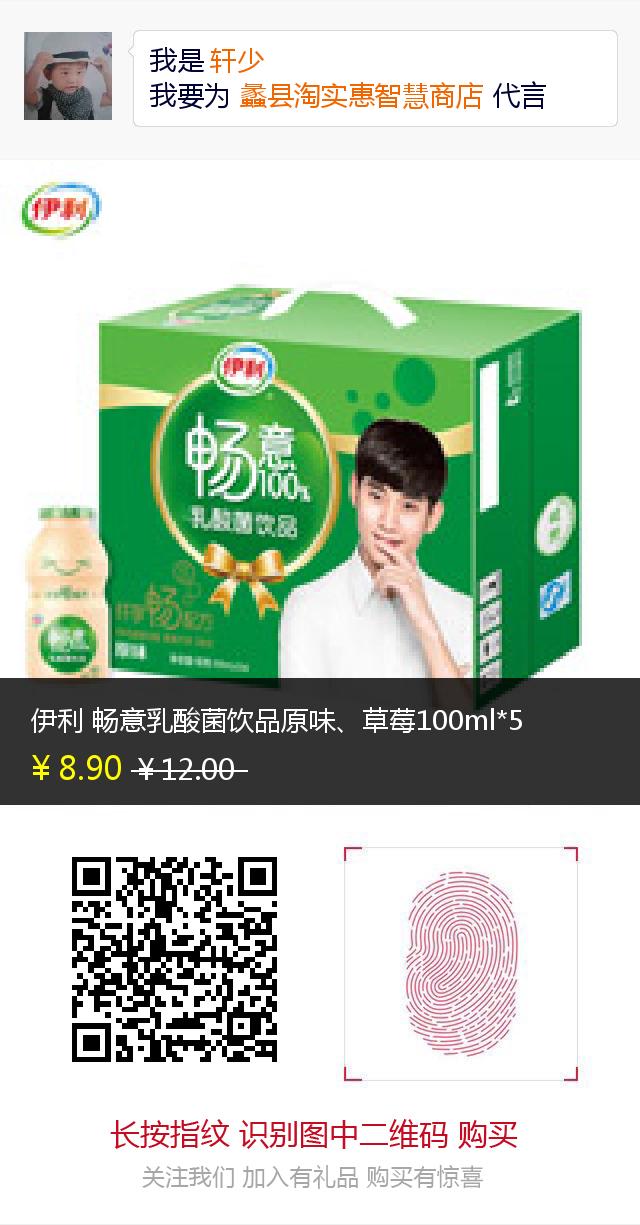 我是 轩少
我要为 蠡县淘实惠智慧商店 代言
伊利
伊利
畅意
100%
乳酸菌饮品
畅意
伊利 畅意乳酸菌饮品原味、草莓100ml*5
¥ 8.90 ¥ 12.00
长按指纹 识别图中二维码 购买
关注我们 加入有礼品 购买有惊喜